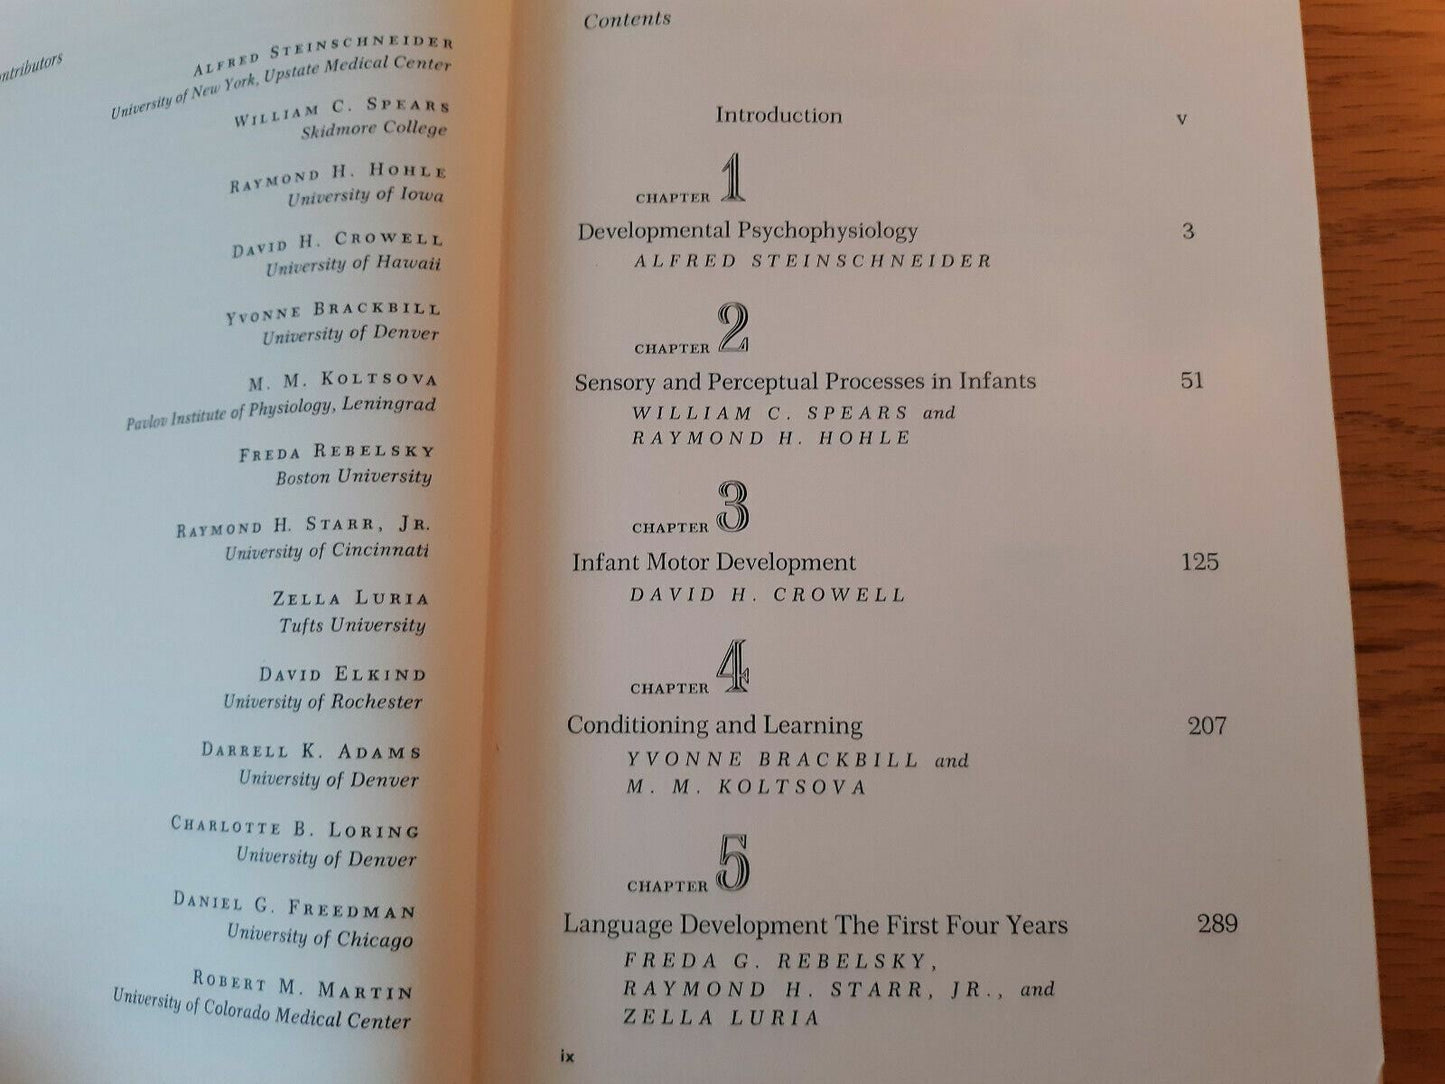 ALFRED STEINSCHNEIDER
University of New York, Upstate Medical Center
WILLIAM C. SPEARS
Skidmore College
RAYMOND H. HOHLE
University of Iowa
DAVID H. CROWELL
University of Hawaii
YVONNE BRACKBILL
University of Denver
M. M. KOLTSOVA
Pavlov Institute of Physiology, Leningrad
FREDA REBELSKY
Boston University
RAYMOND H. STARR, JR.
University of Cincinnati
ZELLA LURIA
Tufts University
DAVID ELKIND
University of Rochester
DARRELL K. ADAMS
University of Denver
CHARLOTTE B. LORING
University of Denver
DANIEL G. FREEDMAN
University of Chicago
ROBERT M. MARTIN
University of Colorado Medical Center
Contents
Introduction v
CHAPTER 1
Developmental Psychophysiology 3
ALFRED STEINSCHNEIDER
CHAPTER 2
Sensory and Perceptual Processes in Infants 51
WILLIAM C. SPEARS and
RAYMOND H. HOHLE
CHAPTER 3
Infant Motor Development 125
DAVID H. CROWELL
CHAPTER 4
Conditioning and Learning 207
YVONNE BRACKBILL and
M. M. KOLTSOVA
CHAPTER 5
Language Development The First Four Years 289
FREDA G. REBELSKY,
RAYMOND H. STARR, JR., and
ZELLA LURIA
ix